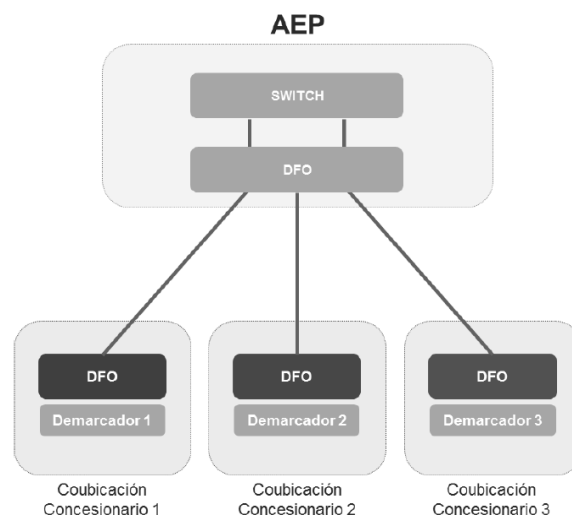 AEP
SWITCH
DFO
DFO
DFO
DFO
Demarcador 1
Demarcador 2
Demarcador 3
Coubicación
Concesionario 1
Coubicación
Concesionario 2
Coubicación
Concesionario 3